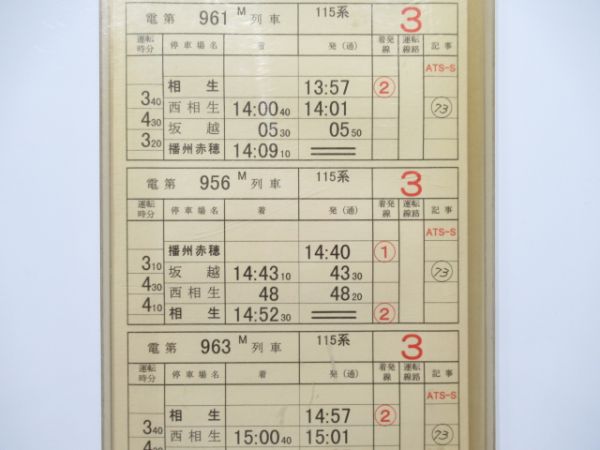 電第 961 M 列車 115系 3
運転時分 停車場名 着 発(通) 着発線 運転線路 記事
ATS-S
相生 13:57 ②
3 40 西相生 14:00 40 14:01 73
4 30 坂越 05 30 05 50
3 20 播州赤穂 14:09 10
電第 956 M 列車 115系 3
運転時分 停車場名 着 発(通) 着発線 運転線路 記事
ATS-S
播州赤穂 14:40 ①
3 10 坂越 14:43 10 43 30 73
4 30 西相生 48 48 20
4 10 相生 14:52 30 ②
電第 963 M 列車 115系 3
運転時分 停車場名 着 発(通) 着発線 運転線路 記事
ATS-S
相生 14:57 ②
3 40 西相生 15:00 40 15:01 73